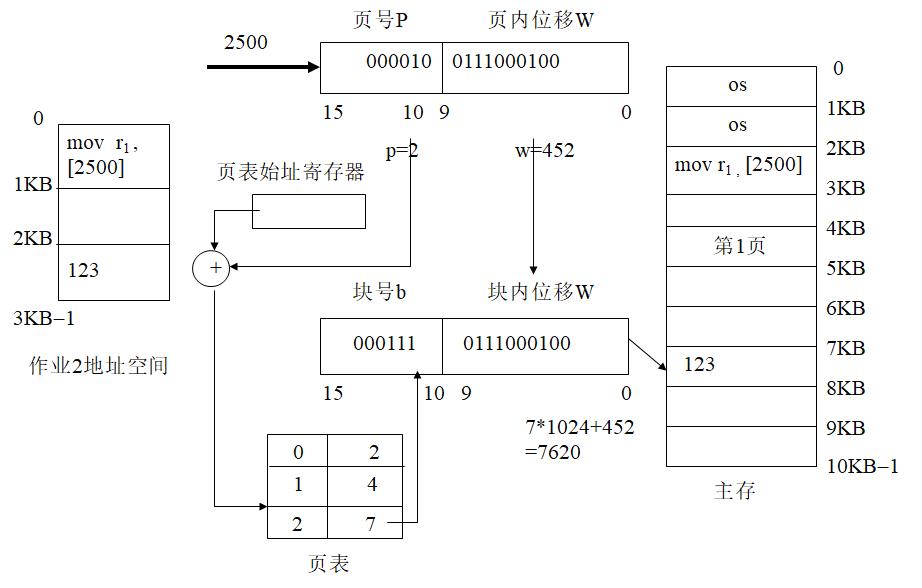 页号P 页内位移W
2500
000010 0111000100
15 10 9 0
p=2 w=452
0
mov r₁,
[2500]
1KB
2KB
123
3KB−1
作业2地址空间
页表始址寄存器
+
块号b 块内位移W
000111 0111000100
15 10 9 0
7*1024+452
=7620
0 2
1 4
2 7
页表
0
os
1KB
os
2KB
mov r₁, [2500]
3KB
4KB
第1页
5KB
6KB
7KB
123
8KB
9KB
10KB−1
主存